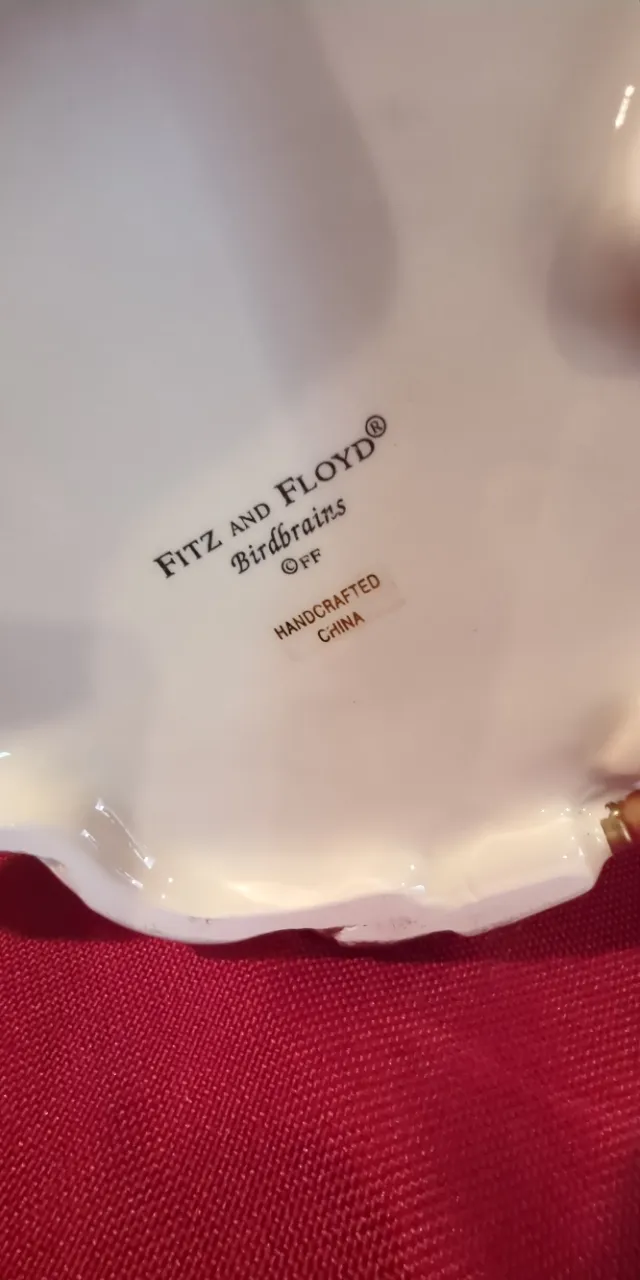 FITZ AND FLOYD®
Birdbrains
©FF
HANDCRAFTED
CHINA